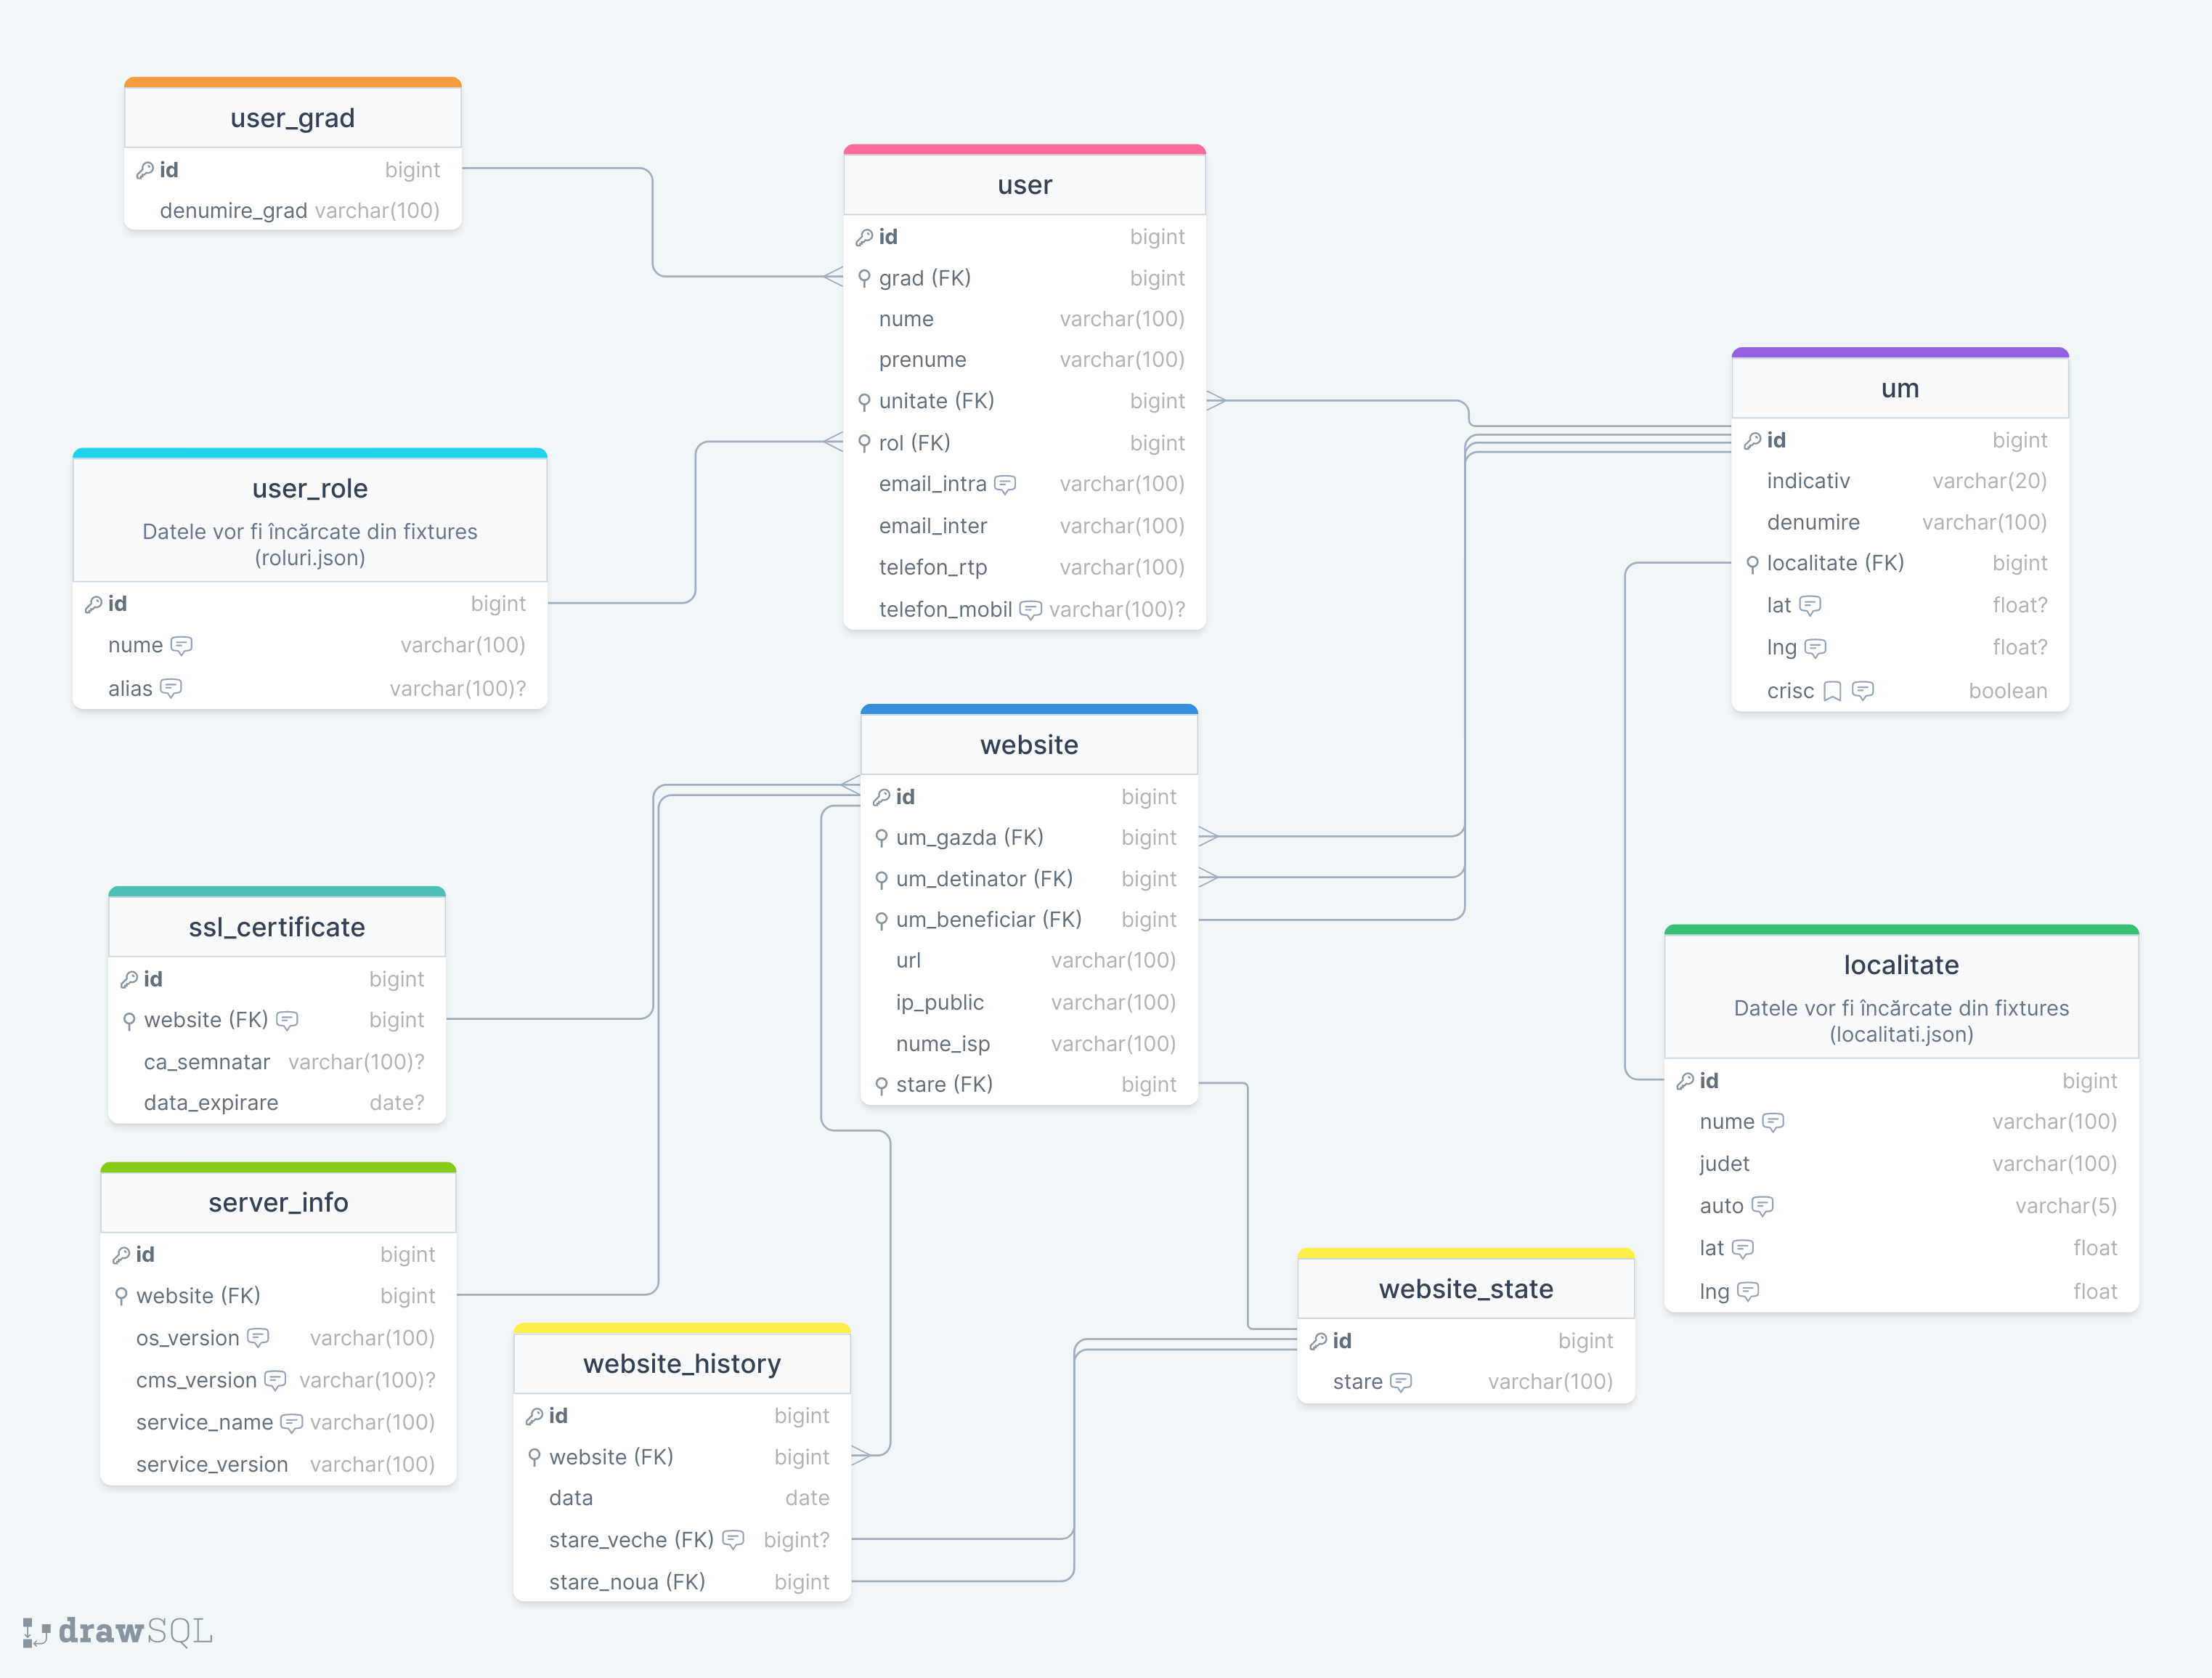 user_grad
id bigint
denumire_grad varchar(100)
user
id bigint
grad (FK) bigint
nume varchar(100)
prenume varchar(100)
unitate (FK) bigint
rol (FK) bigint
email_intra varchar(100)
email_inter varchar(100)
telefon_rtp varchar(100)
telefon_mobil varchar(100)?
um
id bigint
indicativ varchar(20)
denumire varchar(100)
localitate (FK) bigint
lat float?
lng float?
crisc boolean
user_role
Datele vor fi încărcate din fixtures
(roluri.json)
id bigint
nume varchar(100)
alias varchar(100)?
website
id bigint
um_gazda (FK) bigint
um_detinator (FK) bigint
um_beneficiar (FK) bigint
url varchar(100)
ip_public varchar(100)
nume_isp varchar(100)
stare (FK) bigint
ssl_certificate
id bigint
website (FK) bigint
ca_semnatar varchar(100)?
data_expirare date?
localitate
Datele vor fi încărcate din fixtures
(localitati.json)
id bigint
nume varchar(100)
judet varchar(100)
auto varchar(5)
lat float
lng float
server_info
id bigint
website (FK) bigint
os_version varchar(100)
cms_version varchar(100)?
service_name varchar(100)
service_version varchar(100)
website_history
id bigint
website (FK) bigint
data date
stare_veche (FK) bigint?
stare_noua (FK) bigint
website_state
id bigint
stare varchar(100)
drawSQL